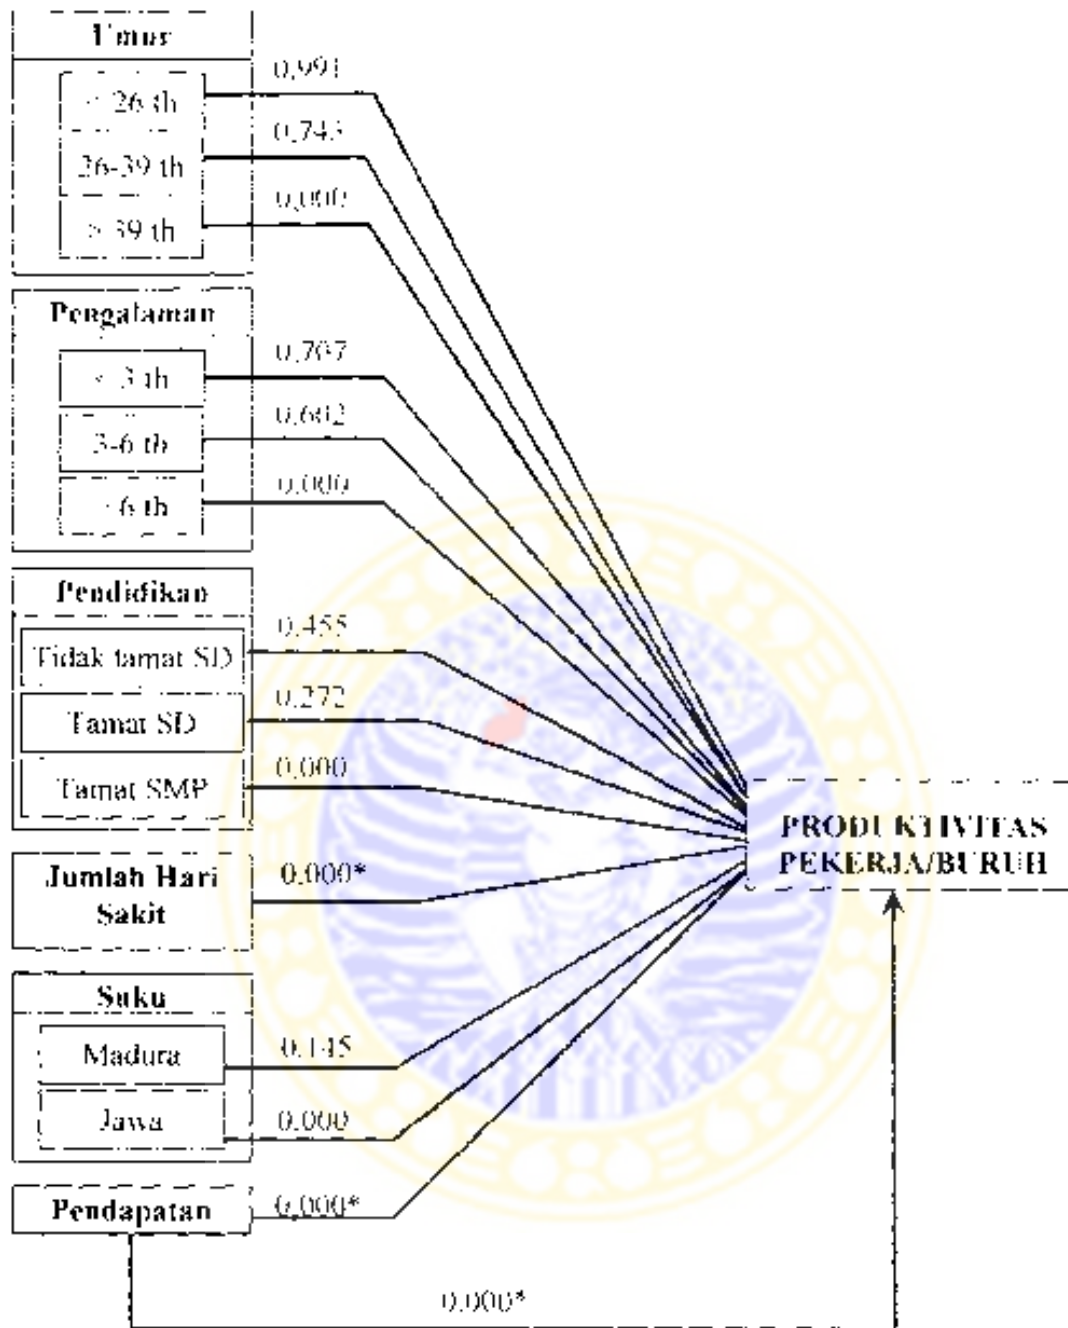 Umur
< 26 th
0,991
26-39 th
0,743
> 39 th
0,000
Pengalaman
< 3 th
0,707
3-6 th
0,602
6 th
0,000
Pendidikan
Tidak tamat SD
0,455
Tamat SD
0,272
Tamat SMP
0,000
Jumlah Hari
Sakit
0,000*
Suku
Madura
0,145
Jawa
0,000
Pendapatan
0,000*
0,000*
PRODUKTIVITAS
PEKERJA/BURUH